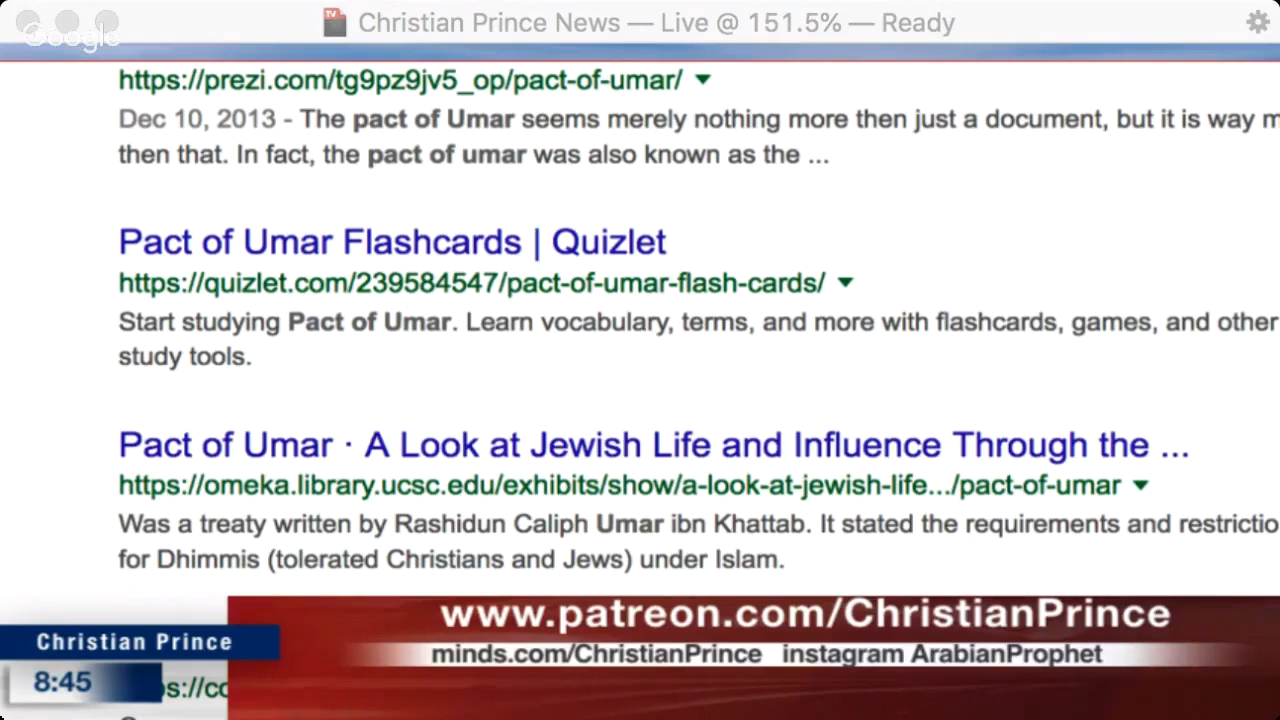 Christian Prince News — Live @ 151.5% — Ready
Google
https://prezi.com/tg9pz9jv5_op/pact-of-umar/
Dec 10, 2013 - The pact of Umar seems merely nothing more then just a document, but it is way
then that. In fact, the pact of umar was also known as the ...
Pact of Umar Flashcards | Quizlet
https://quizlet.com/239584547/pact-of-umar-flash-cards/
Start studying Pact of Umar. Learn vocabulary, terms, and more with flashcards, games, and other
study tools.
Pact of Umar · A Look at Jewish Life and Influence Through the ...
https://omeka.library.ucsc.edu/exhibits/show/a-look-at-jewish-life.../pact-of-umar
Was a treaty written by Rashidun Caliph Umar ibn Khattab. It stated the requirements and restrictio
for Dhimmis (tolerated Christians and Jews) under Islam.
www.patreon.com/ChristianPrince
Christian Prince
minds.com/ChristianPrince instagram ArabianProphet
8:45